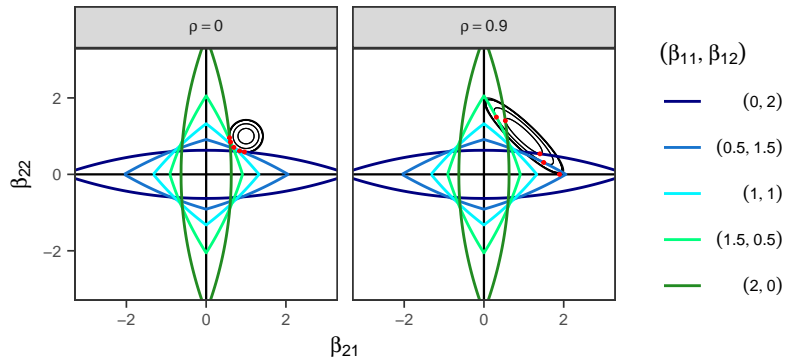 ρ = 0
ρ = 0.9
2
0
−2
β₂₂
−2
0
2
−2
0
2
β₂₁
(β₁₁, β₁₂)
(0, 2)
(0.5, 1.5)
(1, 1)
(1.5, 0.5)
(2, 0)